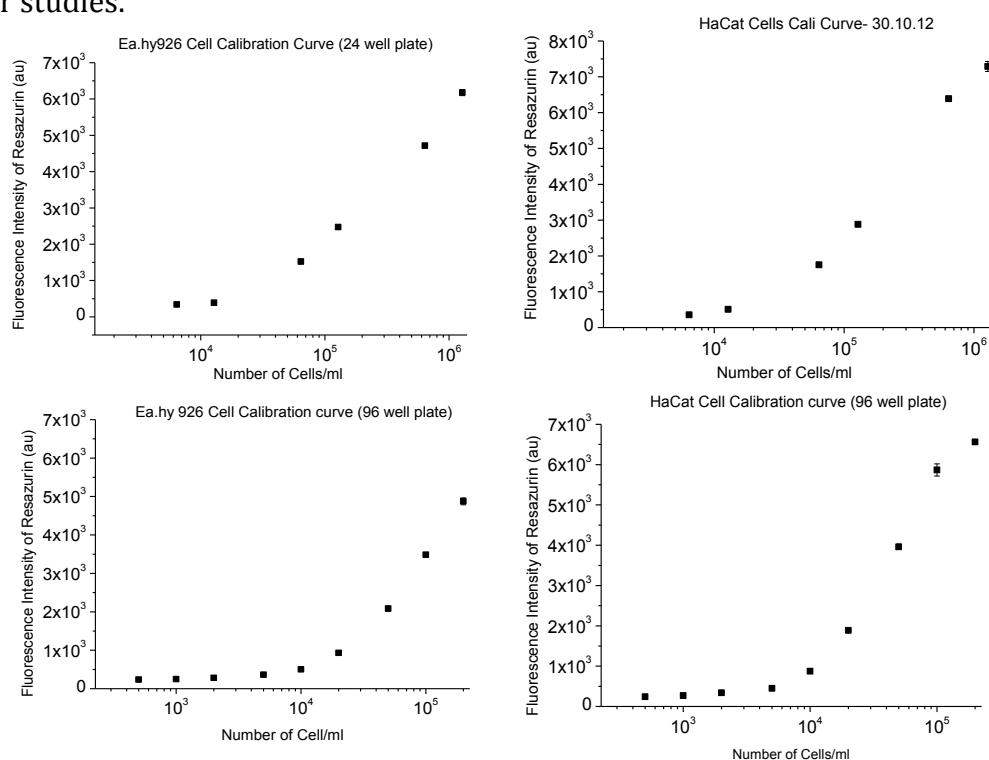 r studies.
Ea.hy926 Cell Calibration Curve (24 well plate)
7x10³
6x10³
5x10³
4x10³
3x10³
2x10³
1x10³
0
10⁴ 10⁵ 10⁶
Fluorescence Intensity of Resazurin (au)
Number of Cells/ml
HaCat Cells Cali Curve- 30.10.12
8x10³
7x10³
6x10³
5x10³
4x10³
3x10³
2x10³
1x10³
0
10⁴ 10⁵ 10⁶
Fluorescence Intensity of Resazurin (au)
Number of Cells/ml
Ea.hy 926 Cell Calibration curve (96 well plate)
7x10³
6x10³
5x10³
4x10³
3x10³
2x10³
1x10³
0
10³ 10⁴ 10⁵
Fluorescence Intensity of Resazurin (au)
Number of Cell/ml
HaCat Cell Calibration curve (96 well plate)
7x10³
6x10³
5x10³
4x10³
3x10³
2x10³
1x10³
0
10³ 10⁴ 10⁵
Fluorescence Intensity of Resazurin (au)
Number of Cell/ml